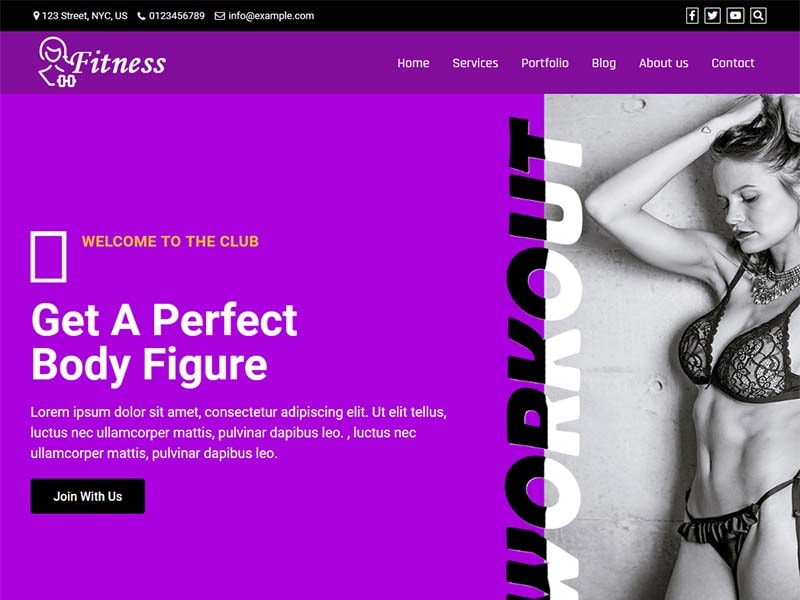 123 Street, NYC, US 0123456789 info@example.com
Fitness
Home Services Portfolio Blog About us Contact
WELCOME TO THE CLUB
Get A Perfect
Body Figure
Lorem ipsum dolor sit amet, consectetur adipiscing elit. Ut elit tellus,
luctus nec ullamcorper mattis, pulvinar dapibus leo. , luctus nec
ullamcorper mattis, pulvinar dapibus leo.
Join With Us
WORKOUT